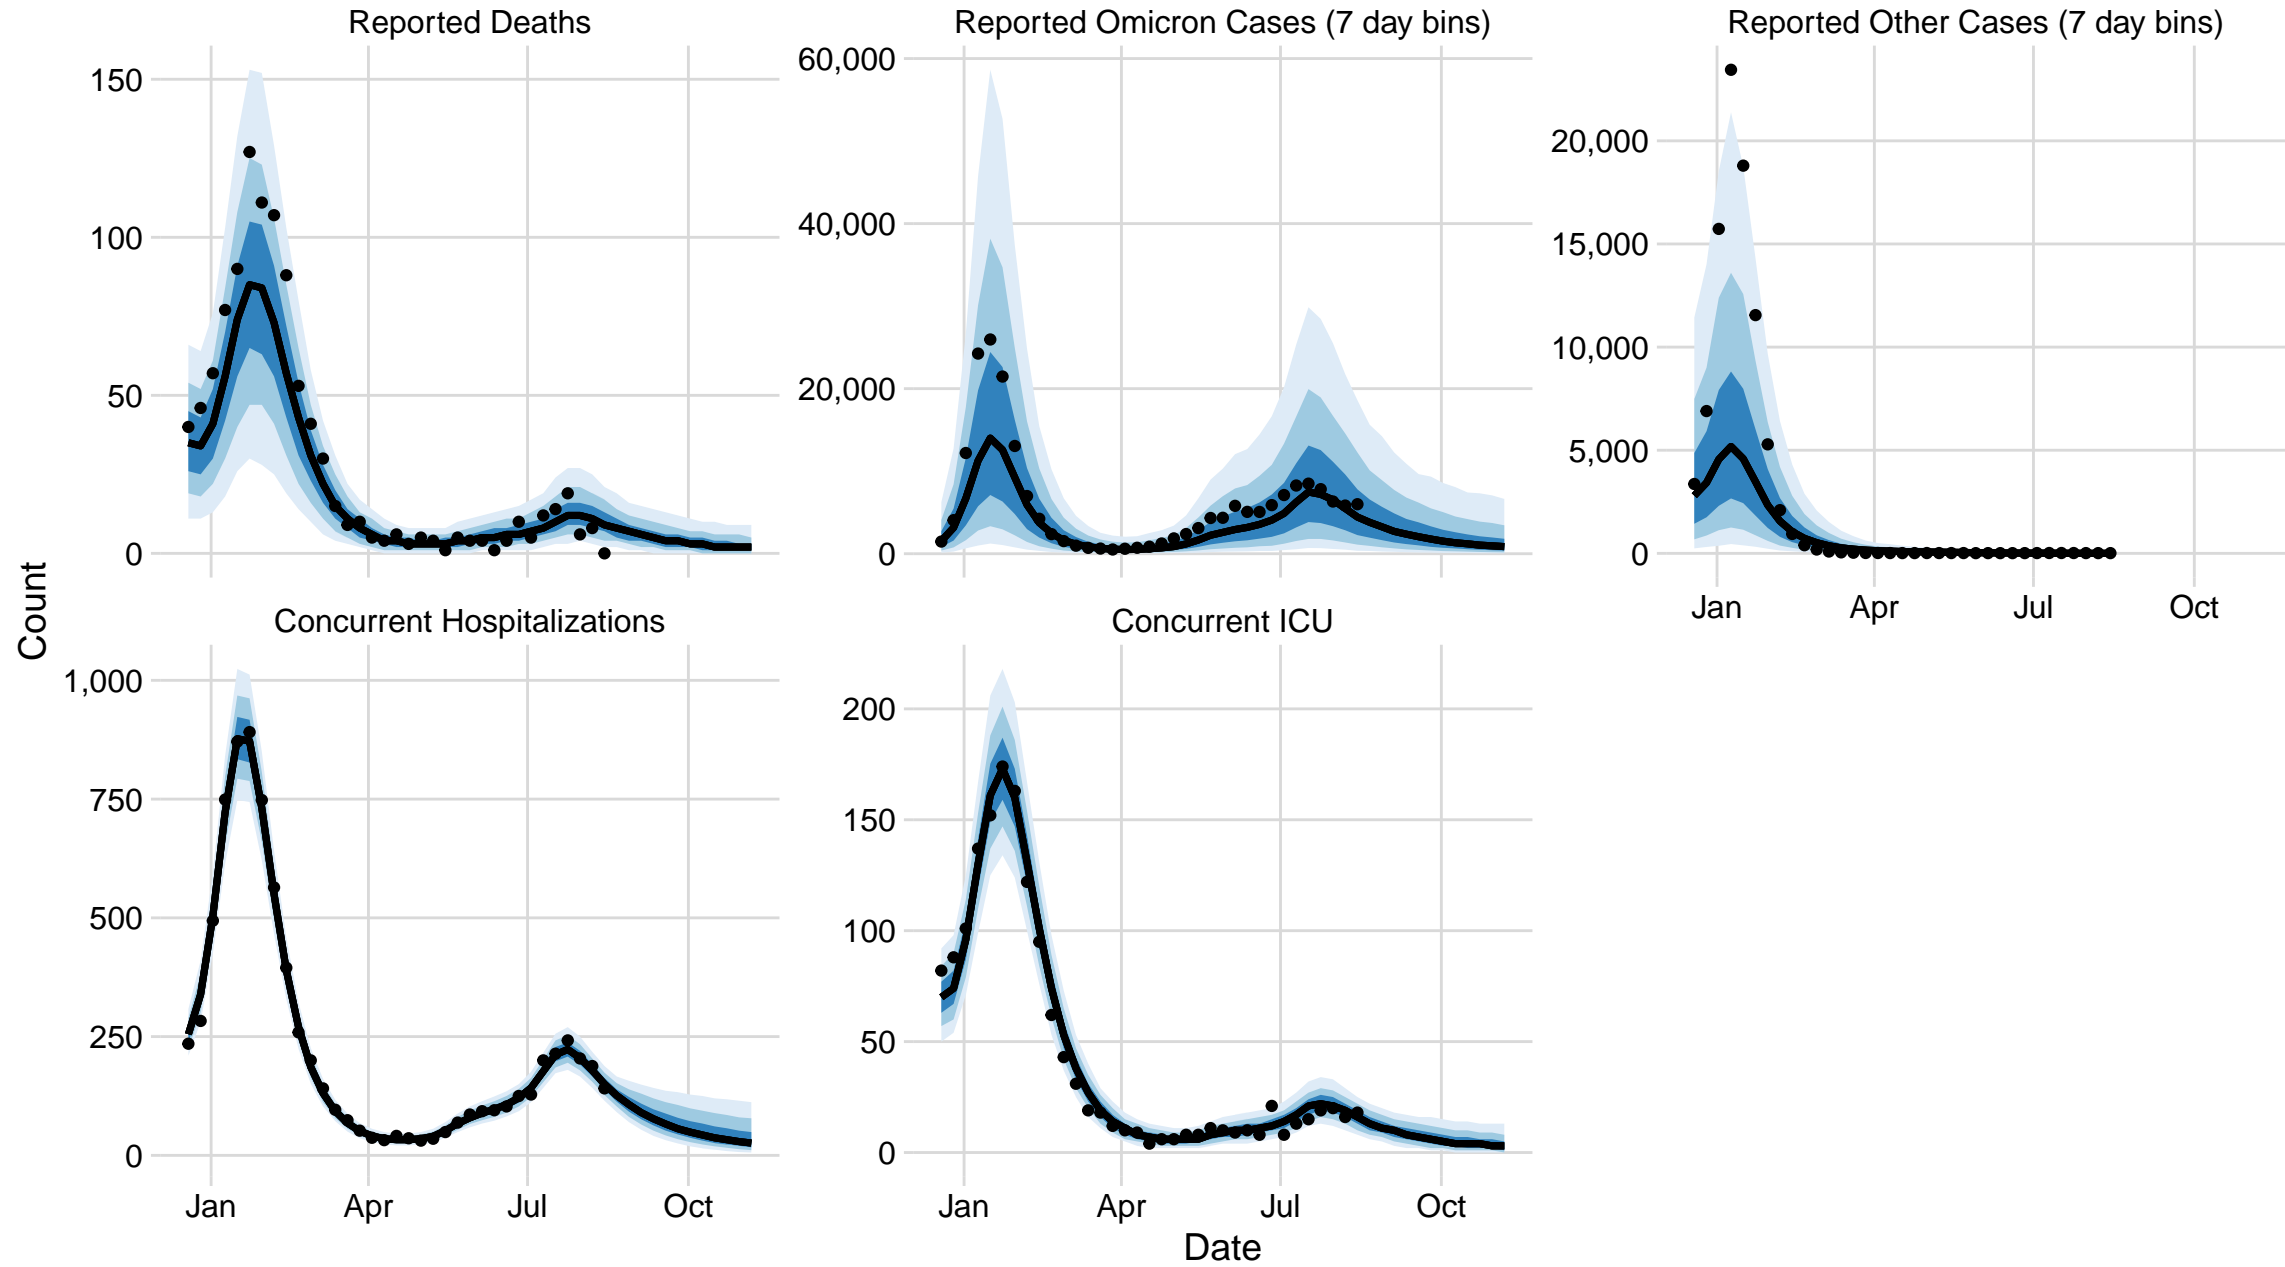 Reported Deaths
Reported Omicron Cases (7 day bins)
Reported Other Cases (7 day bins)
150
100
50
0
60,000
40,000
20,000
0
20,000
15,000
10,000
5,000
0
Jan Apr Jul Oct
Count
Concurrent Hospitalizations
Concurrent ICU
1,000
750
500
250
0
200
150
100
50
0
Jan Apr Jul Oct
Jan Apr Jul Oct
Date